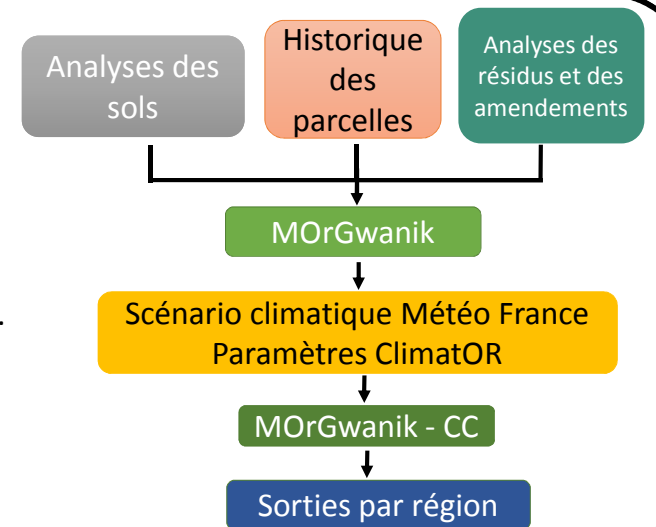 Analyses des
sols
Historique
des
parcelles
Analyses des
résidus et des
amendements
MOrGwanik
Scénario climatique Météo France
Paramètres ClimatOR
MOrGwanik - CC
Sorties par région